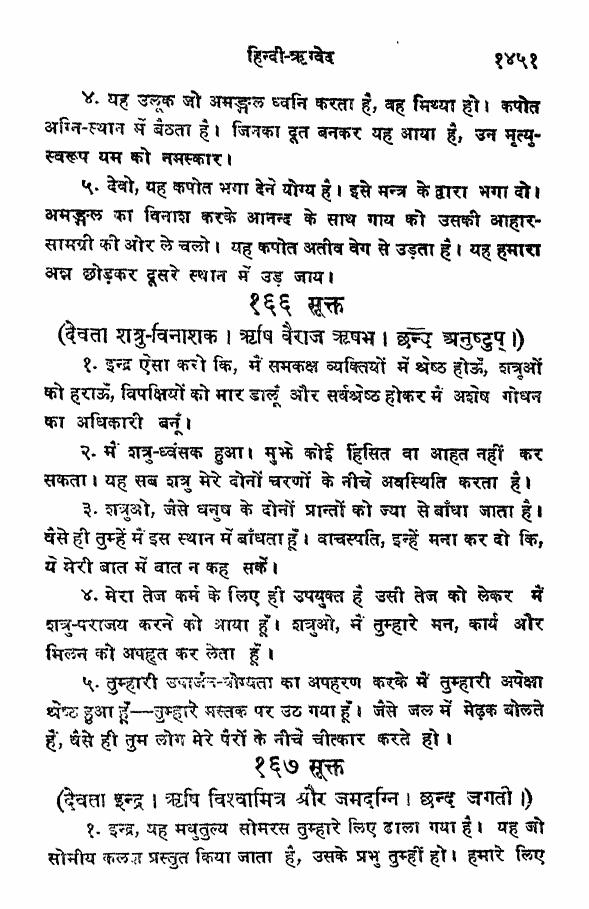 हिन्दी-ऋग्वेद १४५१
४. यह उलूक जो अमङ्गल ध्वनि करता है, वह मिथ्या हो। कपोत
अग्नि-स्थान में बैठता है। जिनका दूत बनकर यह आया है, उन मृत्यु-
स्वरूप यम को नमस्कार।
५. देवो, यह कपोत भगा देने योग्य है। इसे मन्त्र के द्वारा भगा दो।
अमङ्गल का विनाश करके आनन्द के साथ गाय को उसकी आहार-
सामग्री की ओर ले चलो। यह कपोत अतीव वेग से उड़ता है। यह हमारा
अन्न छोड़कर दूसरे स्थान में उड़ जाय।
१६६ सूक्त
(देवता शत्रु-विनाशक। ऋषि वैराज ऋषभ। छन्द अनुष्टुप्।)
१. इन्द्र ऐसा करो कि, मैं समकक्ष व्यक्तियों में श्रेष्ठ होऊँ, शत्रुओं
को हराऊँ, विपक्षियों को मार डालूँ और सर्वश्रेष्ठ होकर मैं अशेष गोधन
का अधिकारी बनूँ।
२. मैं शत्रु-ध्वंसक हुआ। मुझे कोई हिंसित वा आहत नहीं कर
सकता। यह सब शत्रु मेरे दोनों चरणों के नीचे अवस्थिति करता है।
३. शत्रुओ, जैसे धनुष के दोनों प्रान्तों को ज्या से बाँधा जाता है।
वैसे ही तुम्हें मैं इस स्थान में बाँधता हूँ। वाचस्पति, इन्हें मना कर दो कि,
ये मेरी बात में बात न कह सकें।
४. मेरा तेज कर्म के लिए ही उपयुक्त है उसी तेज को लेकर मैं
शत्रु-पराजय करने को आया हूँ। शत्रुओ, मैं तुम्हारे मन, कार्य और
मिलन को अपहृत कर लेता हूँ।
५. तुम्हारी उपार्जन-योग्यता का अपहरण करके मैं तुम्हारी अपेक्षा
श्रेष्ठ हुआ हूँ—तुम्हारे मस्तक पर उठ गया हूँ। जैसे जल में मेढ़क बोलते
हैं, वैसे ही तुम लोग मेरे पैरों के नीचे चीत्कार करते हो।
१६७ सूक्त
(देवता इन्द्र। ऋषि विश्वामित्र और जमदग्नि। छन्द जगती।)
१. इन्द्र, यह मधुतुल्य सोमरस तुम्हारे लिए ढाला गया है। यह जो
सोमीय कलश प्रस्तुत किया जाता है, उसके प्रभु तुम्हीं हो। हमारे लिए